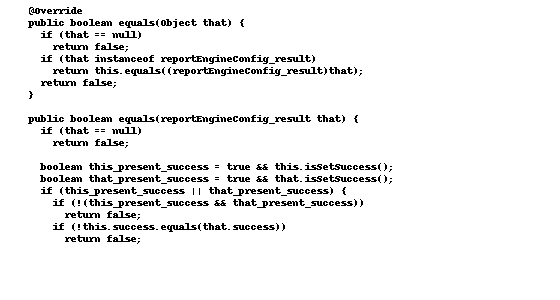 @Override
public boolean equals(Object that) {
if (that == null)
return false;
if (that instanceof reportEngineConfig_result)
return this.equals((reportEngineConfig_result)that);
return false;
}
public boolean equals(reportEngineConfig_result that) {
if (that == null)
return false;
boolean this_present_success = true && this.isSetSuccess();
boolean that_present_success = true && that.isSetSuccess();
if (this_present_success || that_present_success) {
if (!(this_present_success && that_present_success))
return false;
if (!this.success.equals(that.success))
return false;